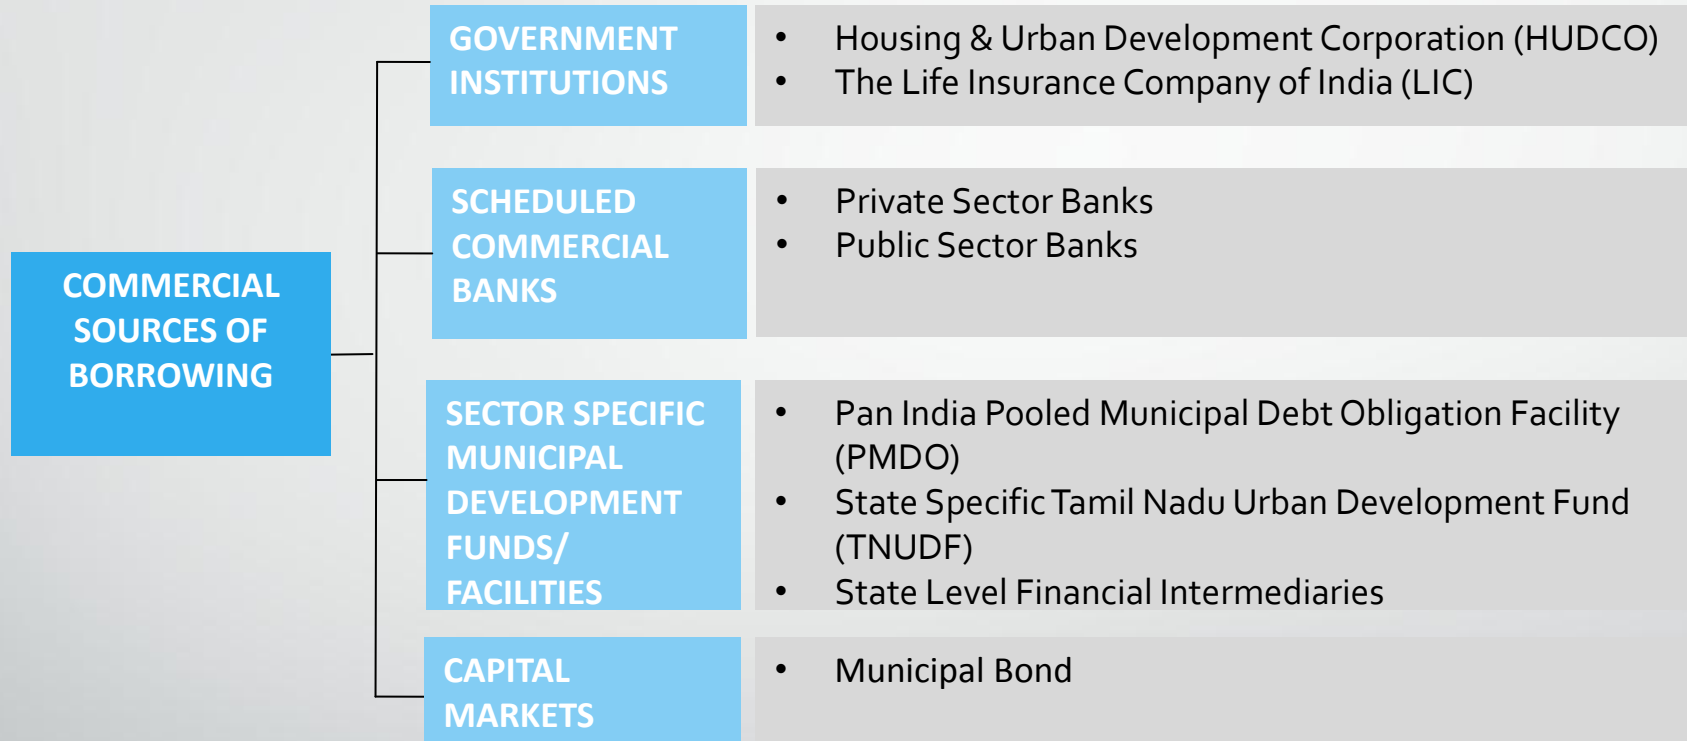 GOVERNMENT
INSTITUTIONS
• Housing & Urban Development Corporation (HUDCO)
• The Life Insurance Company of India (LIC)
SCHEDULED
COMMERCIAL
BANKS
• Private Sector Banks
• Public Sector Banks
COMMERCIAL
SOURCES OF
BORROWING
SECTOR SPECIFIC
MUNICIPAL
DEVELOPMENT
FUNDS/
FACILITIES
• Pan India Pooled Municipal Debt Obligation Facility
(PMDO)
• State Specific Tamil Nadu Urban Development Fund
(TNUDF)
• State Level Financial Intermediaries
CAPITAL
MARKETS
• Municipal Bond